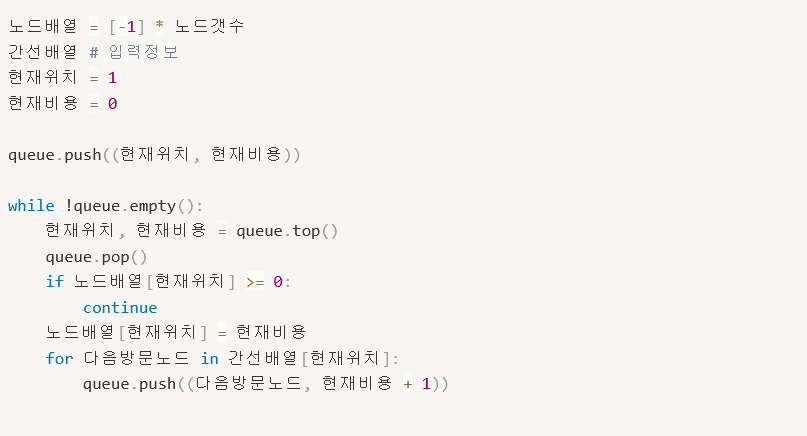 노드배열 = [-1] * 노드갯수
간선배열 # 입력정보
현재위치 = 1
현재비용 = 0

queue.push((현재위치, 현재비용))

while !queue.empty():
    현재위치, 현재비용 = queue.top()
    queue.pop()
    if 노드배열[현재위치] >= 0:
        continue
    노드배열[현재위치] = 현재비용
    for 다음방문노드 in 간선배열[현재위치]:
        queue.push((다음방문노드, 현재비용 + 1))